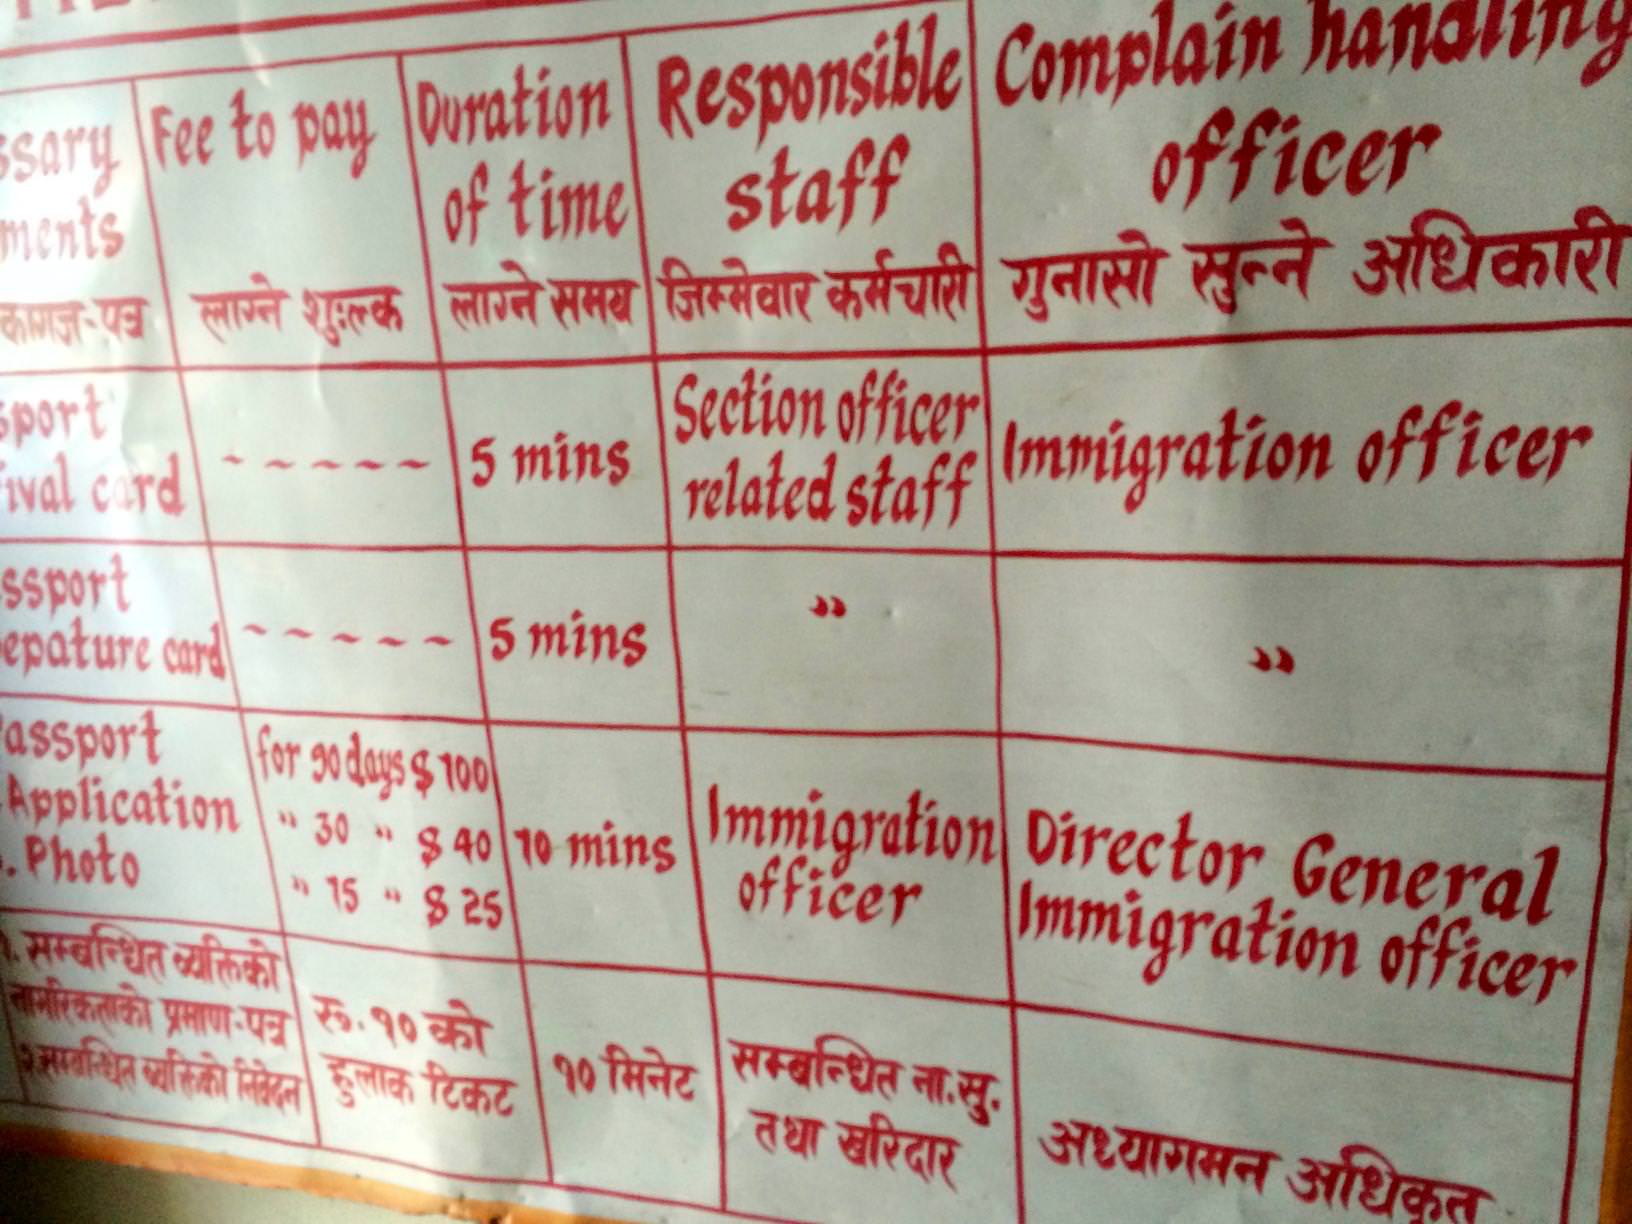 Fee to pay
लाग्ने शुःल्क
Duration
of time
लाग्ने समय
Responsible
staff
जिम्मेवार कर्मचारी
Complain handling
officer
गुनासो सुन्ने अधिकारी
ssary
ments
कागज-पत्र
sport
ival card
~ ~ ~ ~ ~
5 mins
Section officer
related staff
Immigration officer
ssport
epature card
~ ~ ~ ~ ~
5 mins
"
"
assport
Application
Photo
for 90 days $ 100
" 30 " $ 40
" 15 " $ 25
10 mins
Immigration
officer
Director General
Immigration officer
१. सम्बन्धित व्यक्तिको
नागरिकताको प्रमाण-पत्र
२. सम्बन्धित व्यक्तिको निवेदन
रू. १० को
हुलाक टिकट
१० मिनेट
सम्बन्धित ना.सु.
तथा खरिदार
अध्यागमन अधिकृत